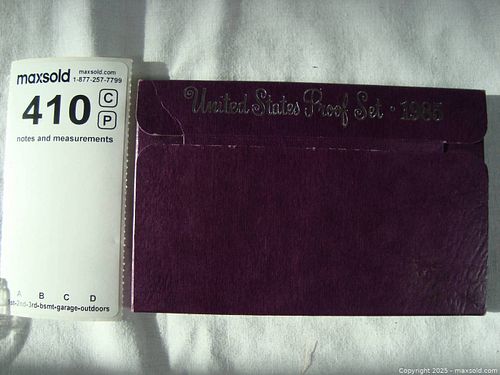 maxsold maxsold.com
1-877-257-7799
410 C
P
notes and measurements
A B C D
1st-2nd-3rd-bsmt-garage-outdoors
United States Proof Set · 1985
Copyright 2025 - maxsold.com